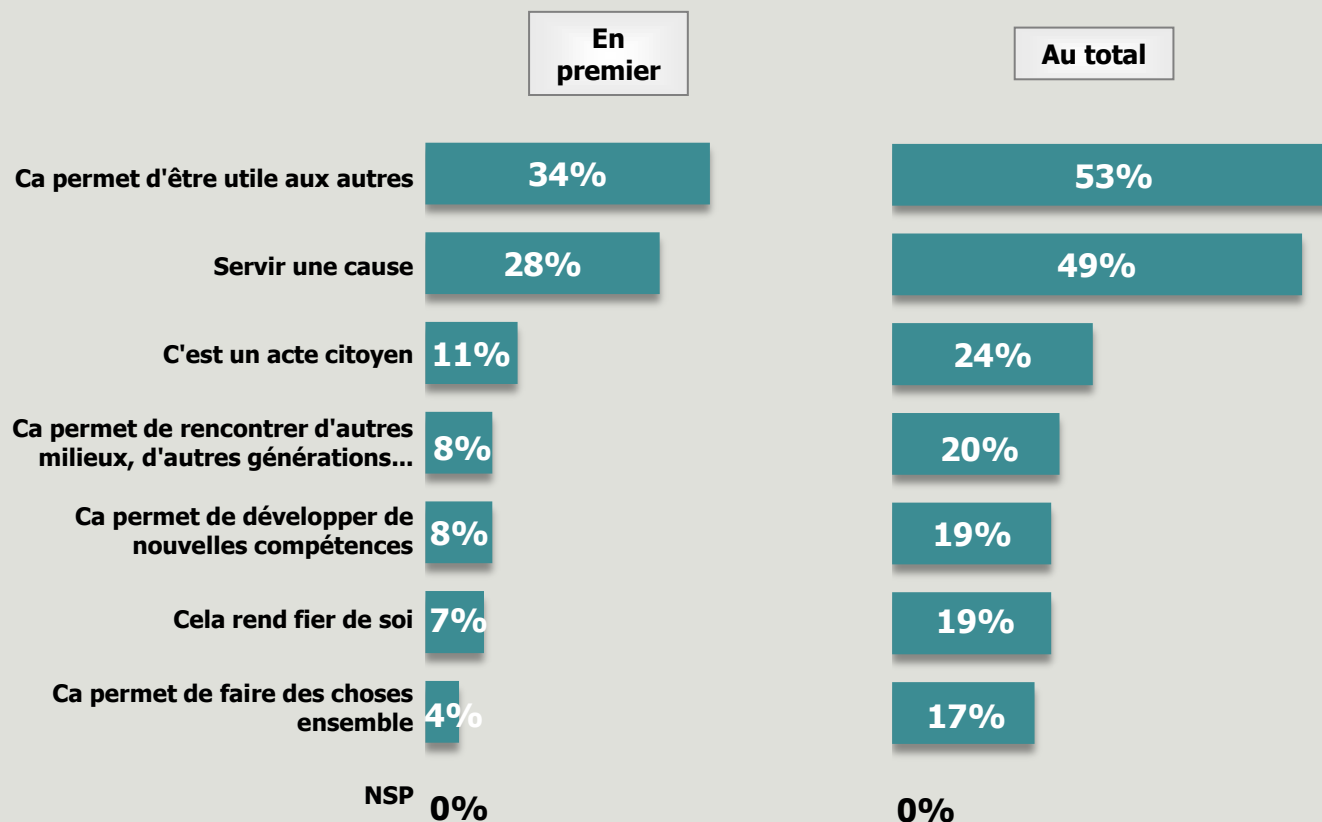 En
premier
Au total
Ca permet d'être utile aux autres 34% 53%
Servir une cause 28% 49%
C'est un acte citoyen 11% 24%
Ca permet de rencontrer d'autres
milieux, d'autres générations... 8% 20%
Ca permet de développer de
nouvelles compétences 8% 19%
Cela rend fier de soi 7% 19%
Ca permet de faire des choses
ensemble 4% 17%
NSP 0% 0%